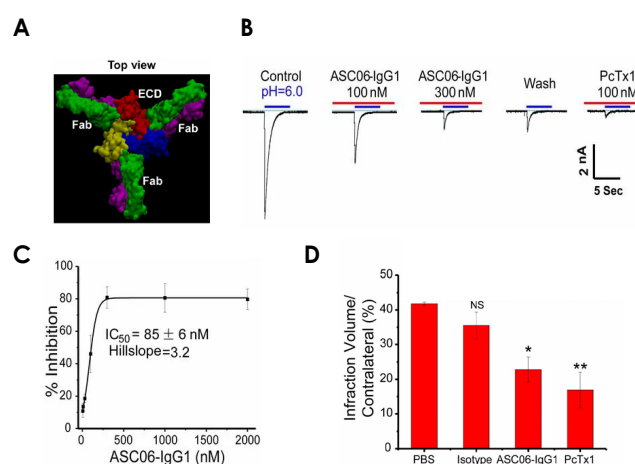 A
Top view
ECD
Fab
Fab
Fab
B
Control
pH=6.0
ASC06-IgG1
100 nM
ASC06-IgG1
300 nM
Wash
PcTx1
100 nM
2 nA
5 Sec
C
% Inhibition
80
60
40
20
0
IC50 = 85 ± 6 nM
Hillslope=3.2
0 500 1000 1500 2000
ASC06-IgG1 (nM)
D
Infraction Volume/
Contralateral (%)
50
40
30
20
10
0
NS
*
**
PBS Isotype ASC06-IgG1 PcTx1